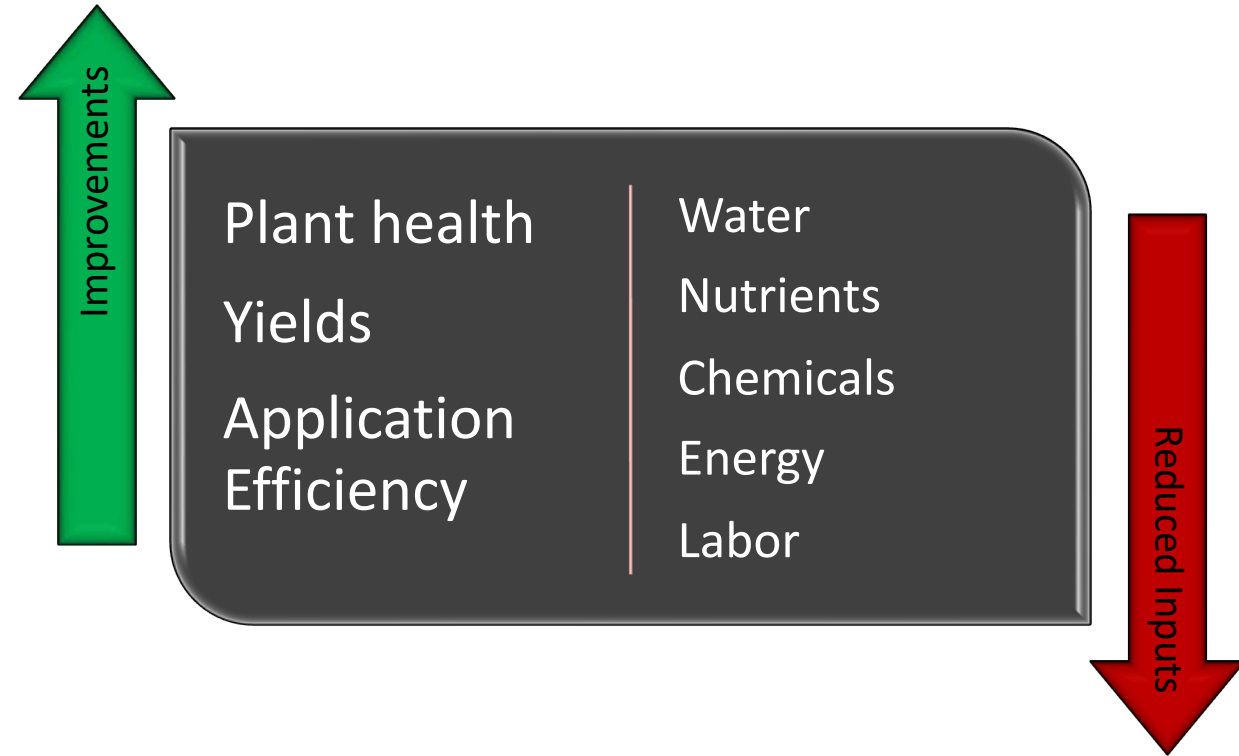 Improvements
Plant health
Yields
Application
Efficiency
Water
Nutrients
Chemicals
Energy
Labor
Reduced Inputs